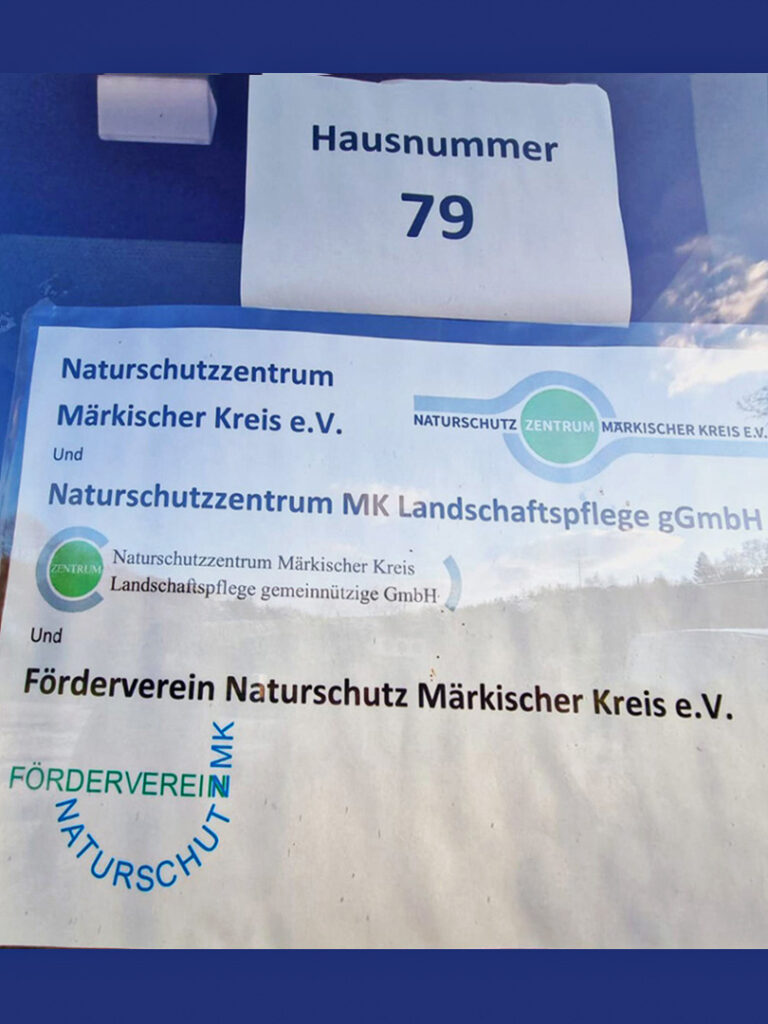 Hausnummer
79
Naturschutzzentrum
Märkischer Kreis e.V.
NATURSCHUTZ ZENTRUM MÄRKISCHER KREIS E.V.
Und
Naturschutzzentrum MK Landschaftspflege gGmbH
ZENTRUM
Naturschutzzentrum Märkischer Kreis
Landschaftspflege gemeinnützige GmbH
Und
Förderverein Naturschutz Märkischer Kreis e.V.
FÖRDERVEREIN
NATURSCHUTZ MK